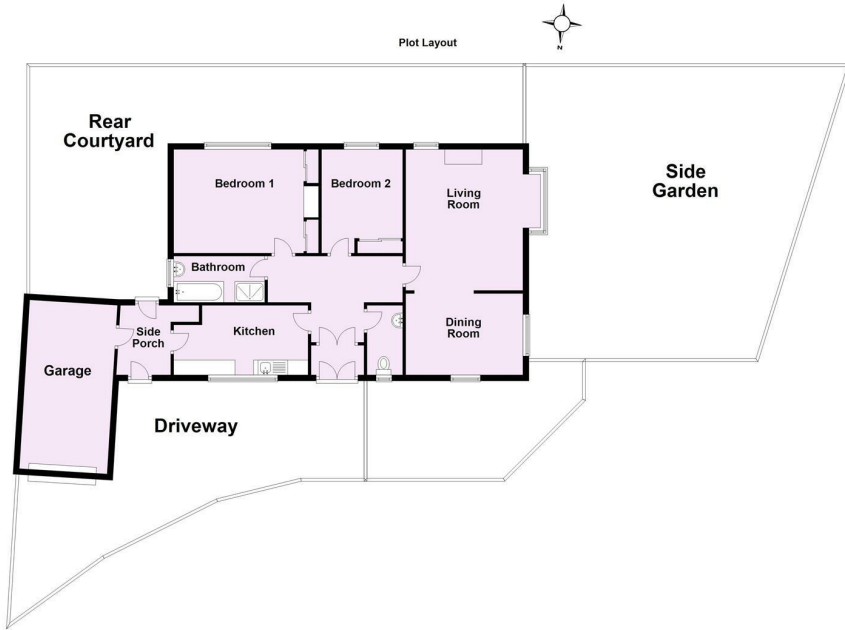 Plot Layout
N
Rear
Courtyard
Side
Garden
Bedroom 1
Bedroom 2
Living
Room
Bathroom
Side
Porch
Kitchen
Dining
Room
Garage
Driveway